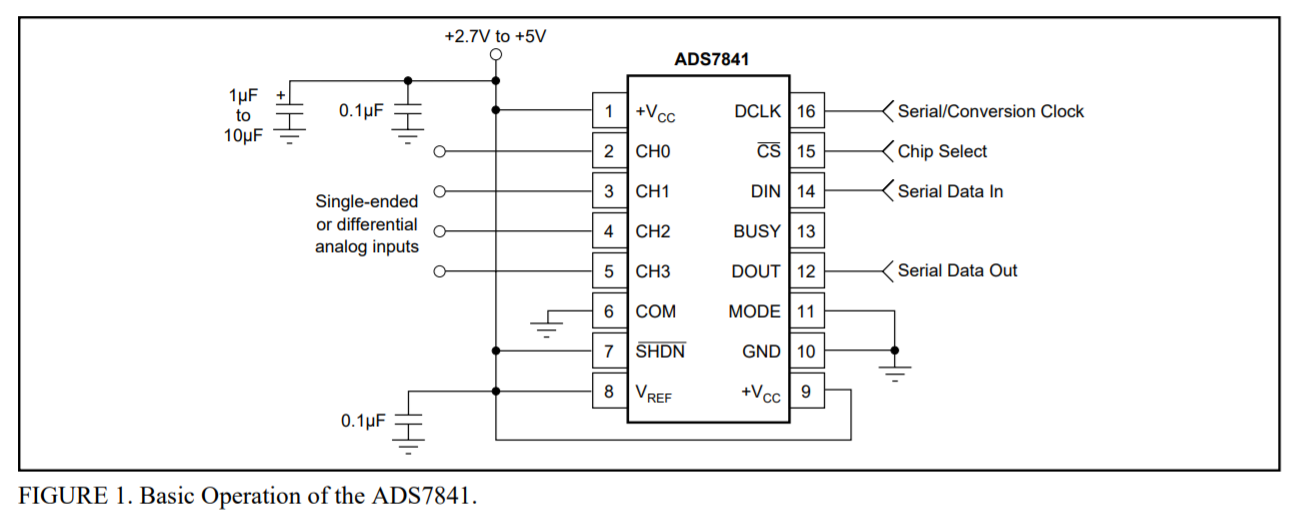 +2.7V to +5V
ADS7841
1µF
to
10µF
+
0.1µF
1 +VCC DCLK 16 Serial/Conversion Clock
2 CH0 CS 15 Chip Select
3 CH1 DIN 14 Serial Data In
Single-ended
or differential
analog inputs
4 CH2 BUSY 13
5 CH3 DOUT 12 Serial Data Out
6 COM MODE 11
7 SHDN GND 10
8 VREF +VCC 9
0.1µF
FIGURE 1. Basic Operation of the ADS7841.